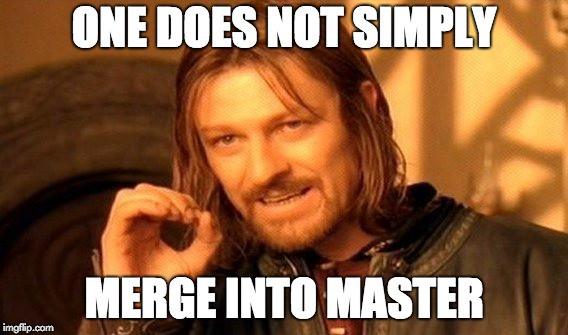 ONE DOES NOT SIMPLY
MERGE INTO MASTER
imgflip.com